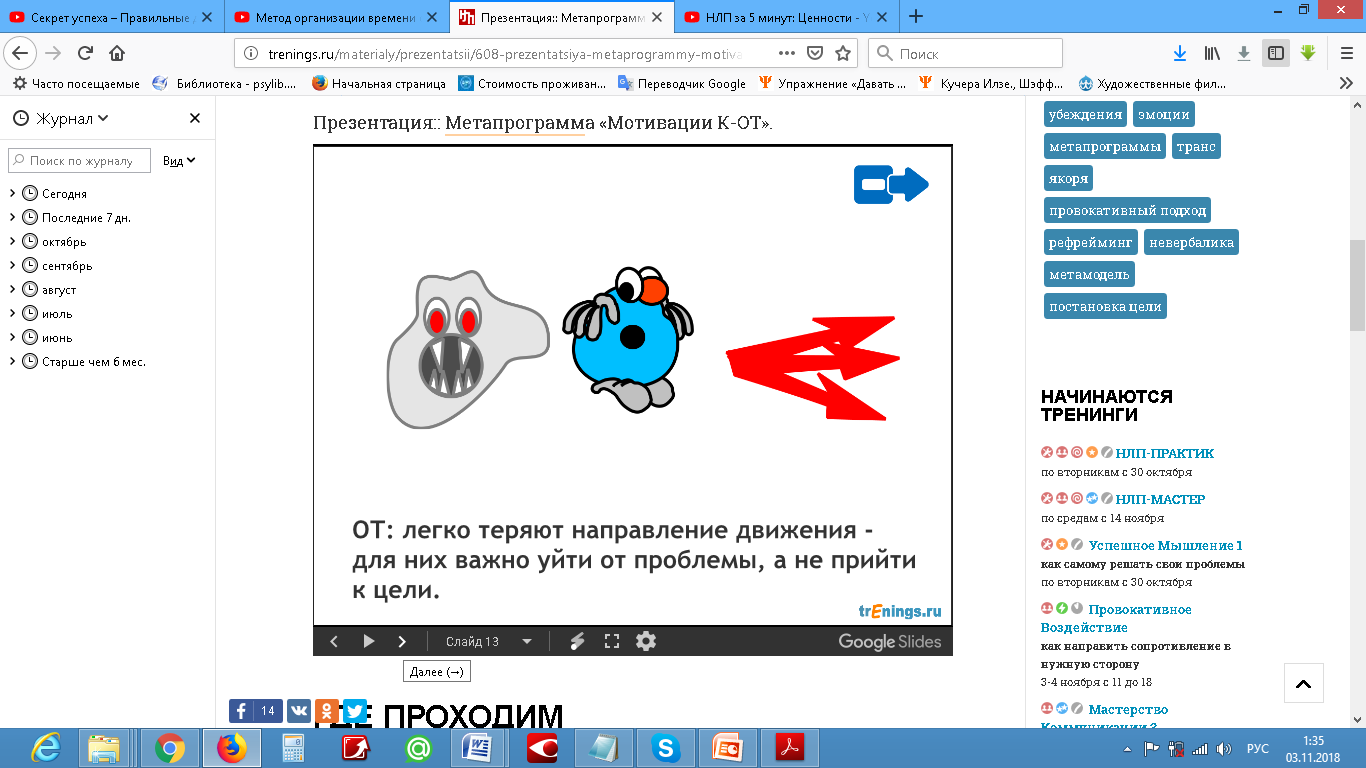 Секрет успеха – Правильные
Метод организации времени
Презентация:: Метапрограмм
НЛП за 5 минут: Ценности - Y
trenings.ru/materialy/prezentatsii/608-prezentatsiya-metaprogrammy-motiva
Поиск
Часто посещаемые
Библиотека - psylib....
Начальная страница
Стоимость проживан...
Переводчик Google
Упражнение «Давать ...
Кучера Илзе., Шэфф...
Художественные фил...
Журнал
Поиск по журналу
Вид
Сегодня
Последние 7 дн.
октябрь
сентябрь
август
июль
июнь
Старше чем 6 мес.
Презентация:: Метапрограмма «Мотивации К-ОТ».
ОТ: легко теряют направление движения -
для них важно уйти от проблемы, а не прийти
к цели.
trEnings.ru
Слайд 13
Google Slides
Далее (→)
14
ГДЕ ПРОХОДИМ
убеждения эмоции
метапрограммы транс
якоря
провокативный подход
рефрейминг невербалика
метамодель
постановка цели
НАЧИНАЮТСЯ
ТРЕНИНГИ
НЛП-ПРАКТИК
по вторникам с 30 октября
НЛП-МАСТЕР
по средам с 14 ноября
Успешное Мышление 1
как самому решать свои проблемы
по вторникам с 30 октября
Провокативное
Воздействие
как направить сопротивление в
нужную сторону
3-4 ноября с 11 до 18
Мастерство
Коммуникации 3
РУС
1:35
03.11.2018